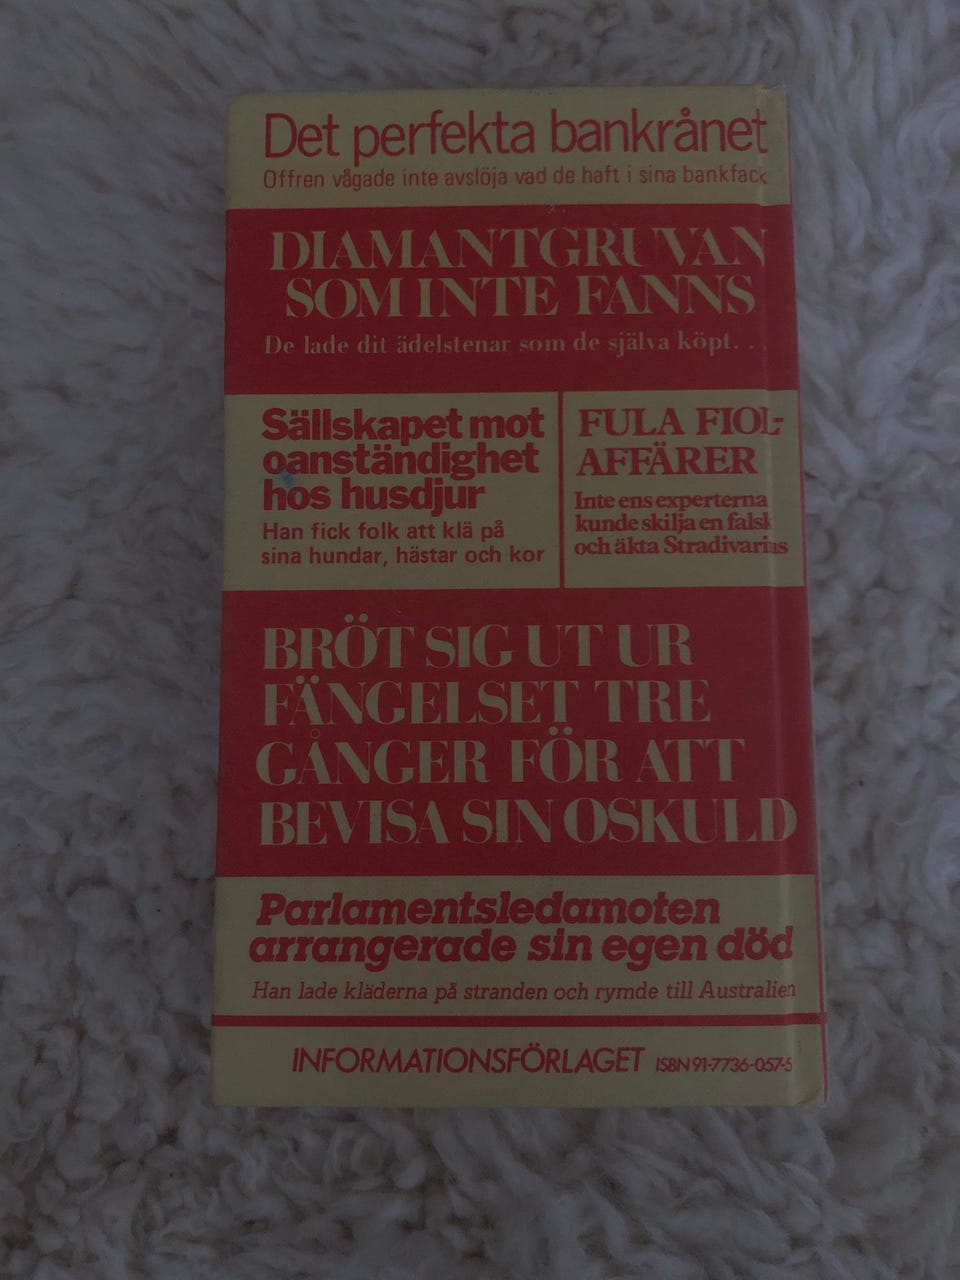 Det perfekta bankrånet
Offren vågade inte avslöja vad de haft i sina bankfack
DIAMANTGRUVAN
SOM INTE FANNS
De lade dit ädelstenar som de själva köpt. . .
Sällskapet mot
oanständighet
hos husdjur
Han fick folk att klä på
sina hundar, hästar och kor
FULA FIOL-
AFFÄRER
Inte ens experterna
kunde skilja en falsk
och äkta Stradivarius
BRÖT SIG UT UR
FÄNGELSET TRE
GÅNGER FÖR ATT
BEVISA SIN OSKULD
Parlamentsledamoten
arrangerade sin egen död
Han lade kläderna på stranden och rymde till Australien
INFORMATIONSFÖRLAGET ISBN 91-7736-057-5